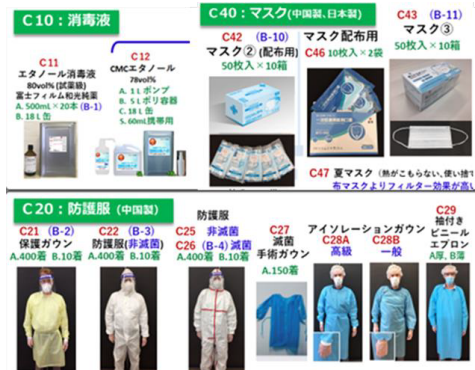 C10：消毒液
C11
エタノール消毒液
80vol% (試薬級)
富士フイルム和光純薬
A. 500mL×20本 (B-1)
B. 18L 缶
C12
CMCエタノール
78vol%
A. 1Lポンプ
B. 5Lポリ容器
C. 18L 缶
S. 60mL携帯用
C40：マスク(中国製、日本製)
C42 (B-10)
マスク② (配布用)
50枚入×10箱
マスク配布用
C46 10枚入×2袋
C43 (B-11)
マスク③
50枚入×10箱
C47 夏マスク (熱がこもらない、使い捨て
布マスクよりフィルター効果が高い
C20：防護服 (中国製)
C21 (B-2)
保護ガウン
A.400着 B.10着
C22 (B-3)
防護服(非滅菌)
A.400着 B.10着
防護服
C25 非滅菌
C26 (B-4) 滅菌
A.400着 B.10着
C27
滅菌
手術ガウン
A.150着
アイソレーションガウン
C28A
高級
C28B
一般
C29
袖付き
ビニール
エプロン
A厚, B薄